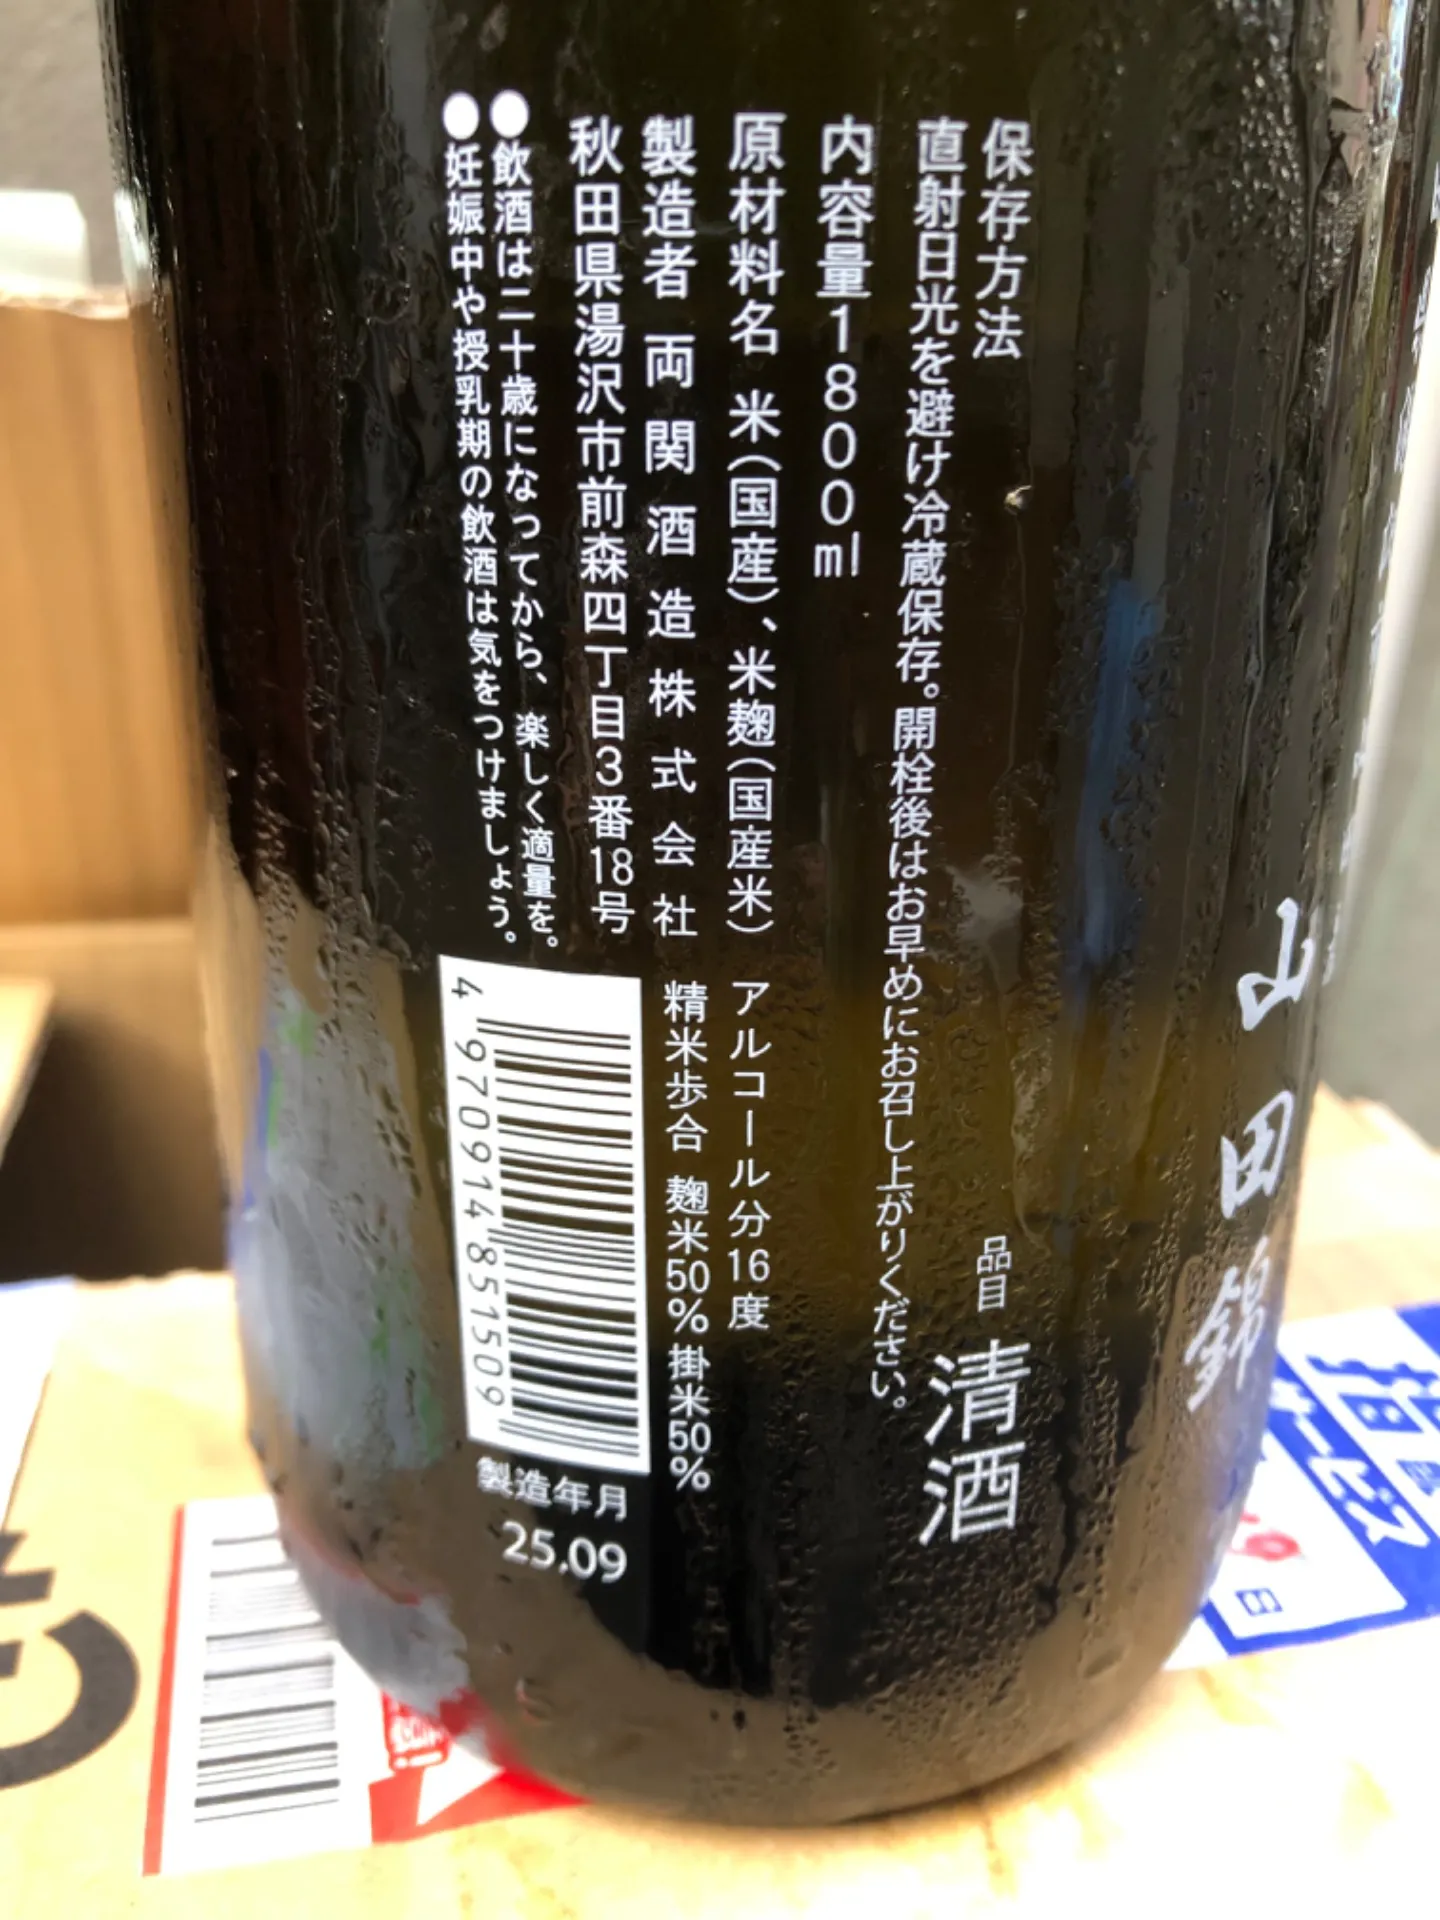 山田錦
保存方法
直射日光を避け冷蔵保存。開栓後はお早めにお召し上がりください。
品目 清酒
内容量1800ml
原材料名 米(国産)、米麹(国産米)
アルコール分16度
製造者 両関酒造株式会社
精米歩合 麹米50% 掛米50%
秋田県湯沢市前森四丁目3番18号
●飲酒は二十歳になってから、楽しく適量を。
●妊娠中や授乳期の飲酒は気をつけましょう。
4970914851509
製造年月
25.09